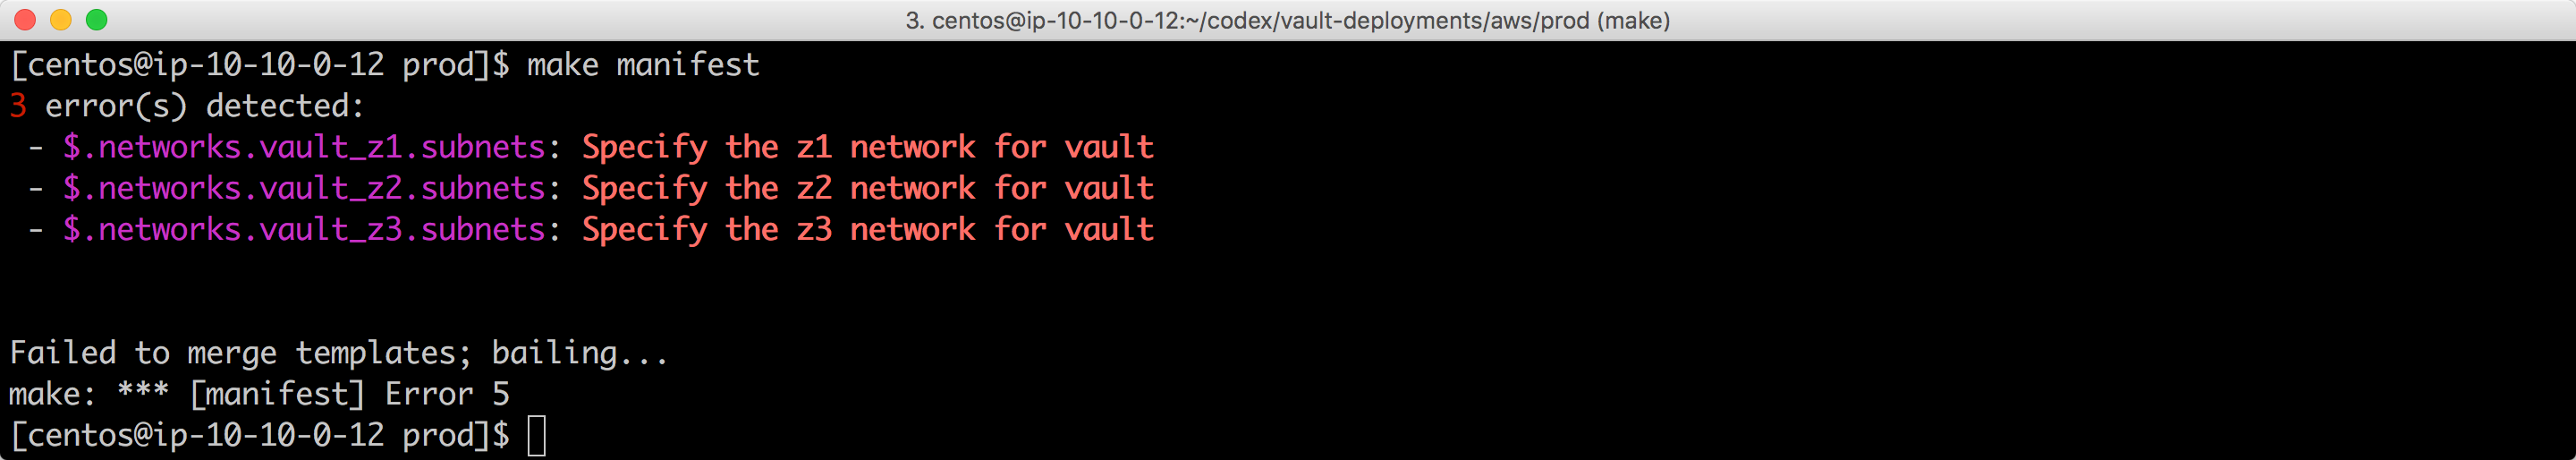 3. centos@ip-10-10-0-12:~/codex/vault-deployments/aws/prod (make)
[centos@ip-10-10-0-12 prod]$ make manifest
3 error(s) detected:
 - $.networks.vault_z1.subnets: Specify the z1 network for vault
 - $.networks.vault_z2.subnets: Specify the z2 network for vault
 - $.networks.vault_z3.subnets: Specify the z3 network for vault
Failed to merge templates; bailing...
make: *** [manifest] Error 5
[centos@ip-10-10-0-12 prod]$